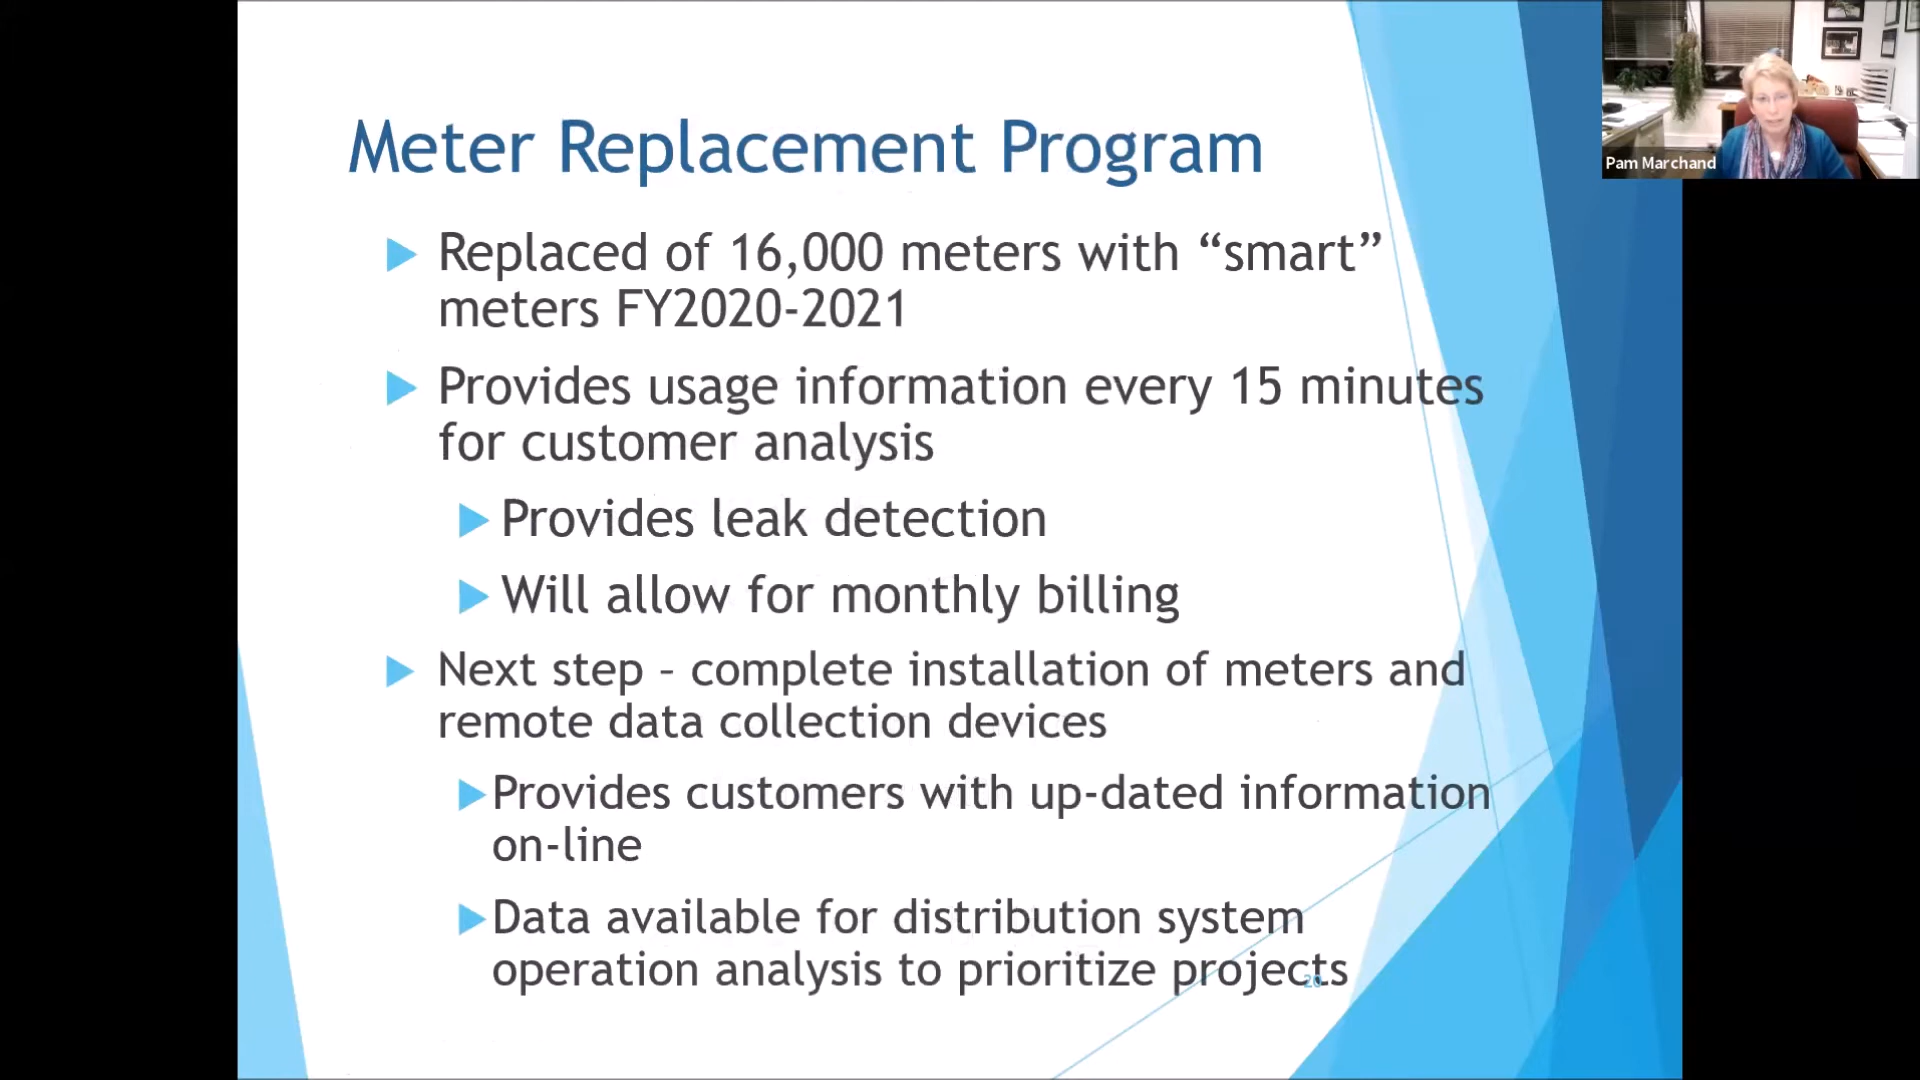 Meter Replacement Program
Replaced of 16,000 meters with “smart”
meters FY2020-2021
Provides usage information every 15 minutes
for customer analysis
Provides leak detection
Will allow for monthly billing
Next step – complete installation of meters and
remote data collection devices
Provides customers with up-dated information
on-line
Data available for distribution system
operation analysis to prioritize projects
20
Pam Marchand